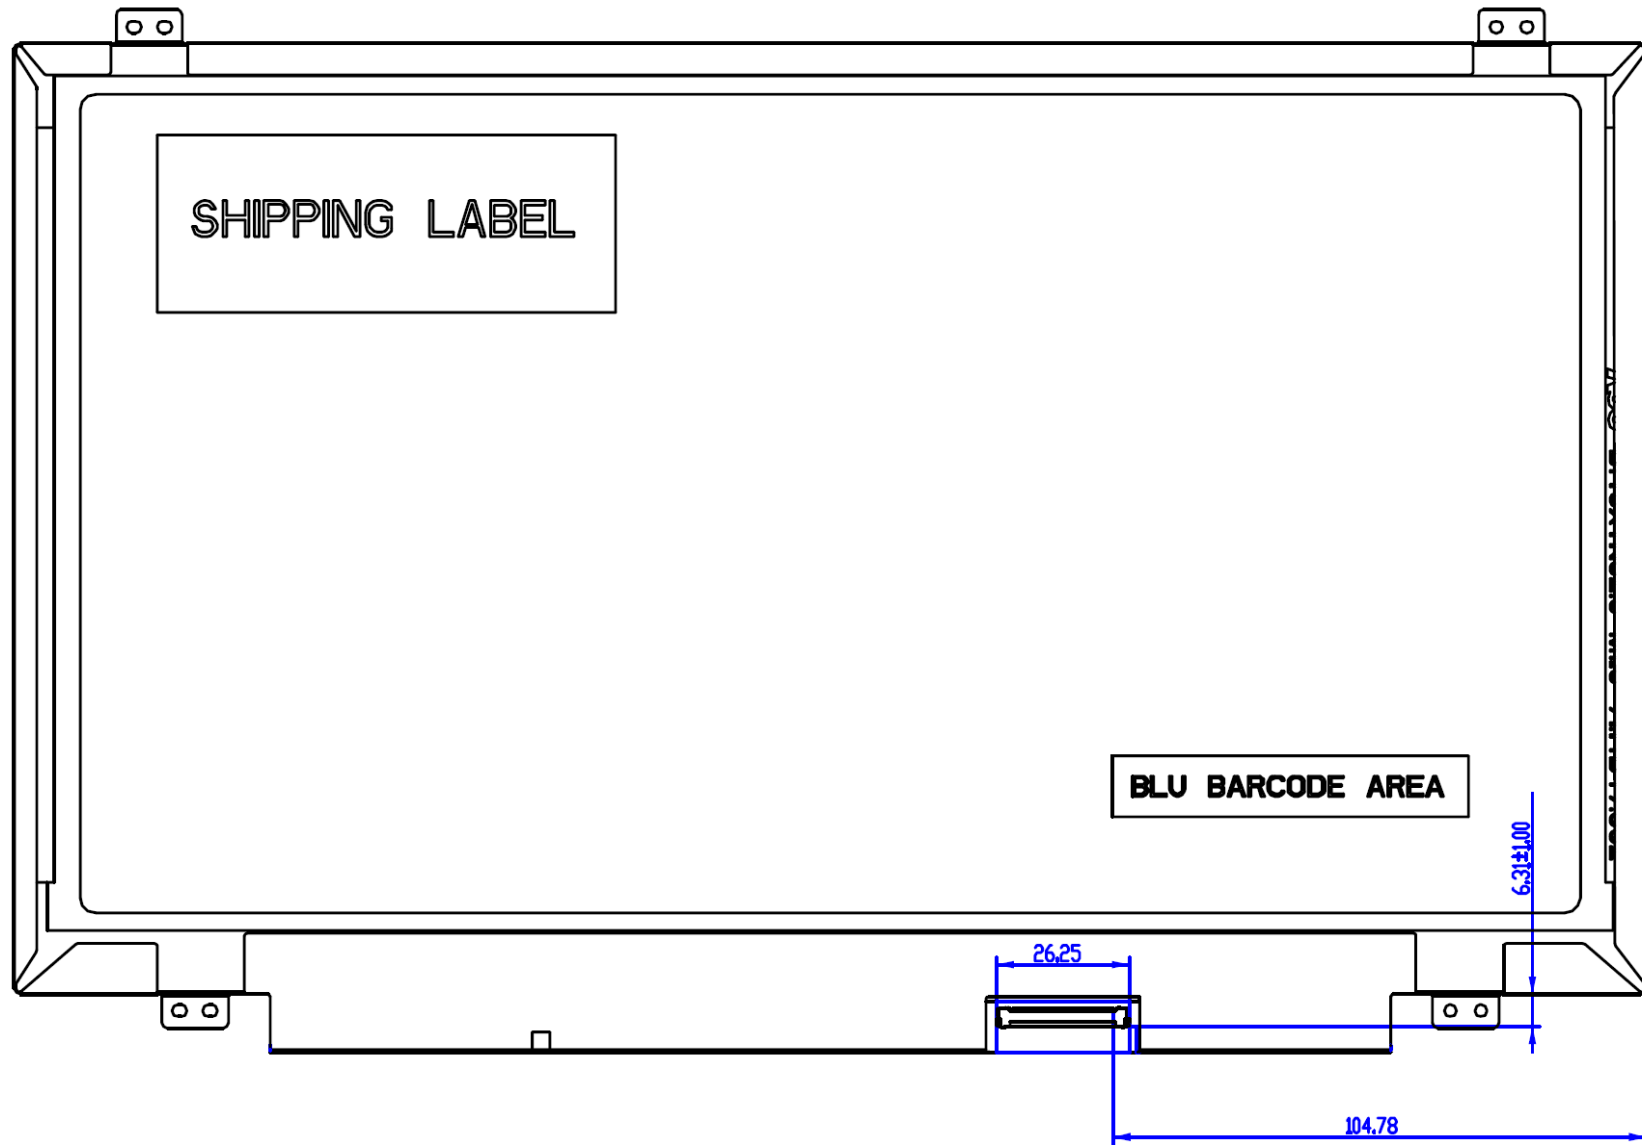 SHIPPING LABEL
BLU BARCODE AREA
6,31±1,00
26,25
104,78